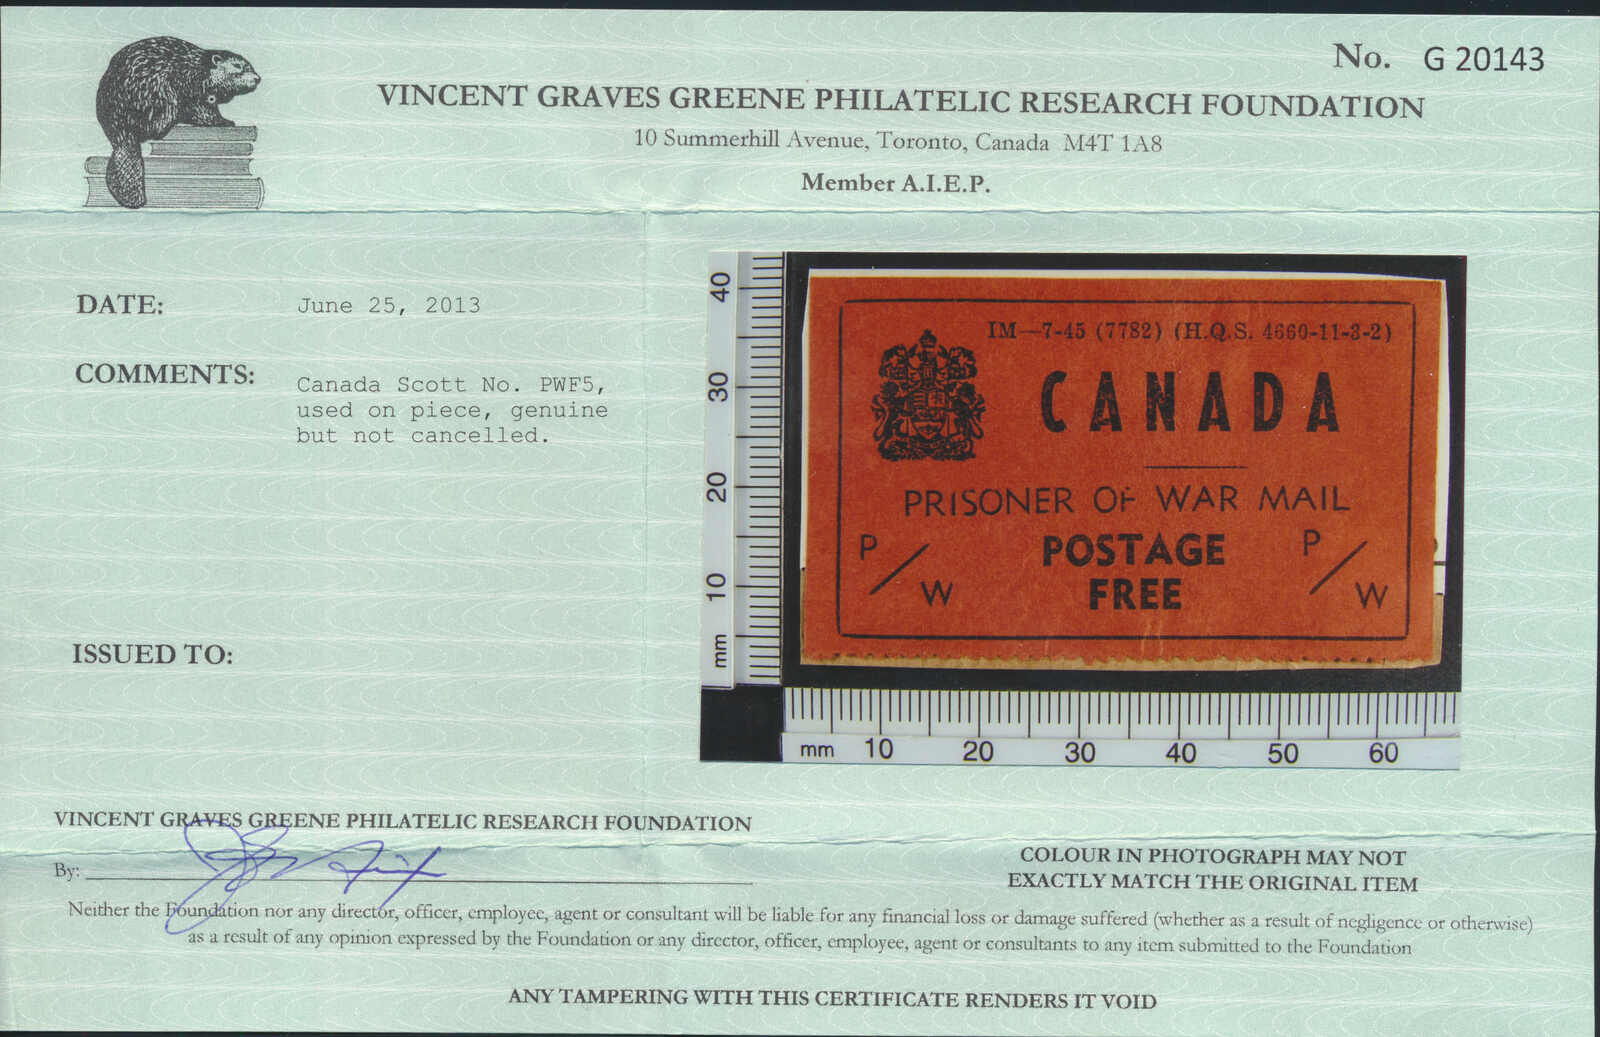 No. G 20143
VINCENT GRAVES GREENE PHILATELIC RESEARCH FOUNDATION
10 Summerhill Avenue, Toronto, Canada M4T 1A8
Member A.I.E.P.
DATE: June 25, 2013
COMMENTS: Canada Scott No. PWF5,
used on piece, genuine
but not cancelled.
ISSUED TO:
40
30
20
10
mm
IM—7-45 (7782) (H.Q.S. 4660-11-3-2)
CANADA
PRISONER OF WAR MAIL
P/W POSTAGE P/W
FREE
mm 10 20 30 40 50 60
VINCENT GRAVES GREENE PHILATELIC RESEARCH FOUNDATION
By:
COLOUR IN PHOTOGRAPH MAY NOT
EXACTLY MATCH THE ORIGINAL ITEM
Neither the Foundation nor any director, officer, employee, agent or consultant will be liable for any financial loss or damage suffered (whether as a result of negligence or otherwise)
as a result of any opinion expressed by the Foundation or any director, officer, employee, agent or consultants to any item submitted to the Foundation
ANY TAMPERING WITH THIS CERTIFICATE RENDERS IT VOID